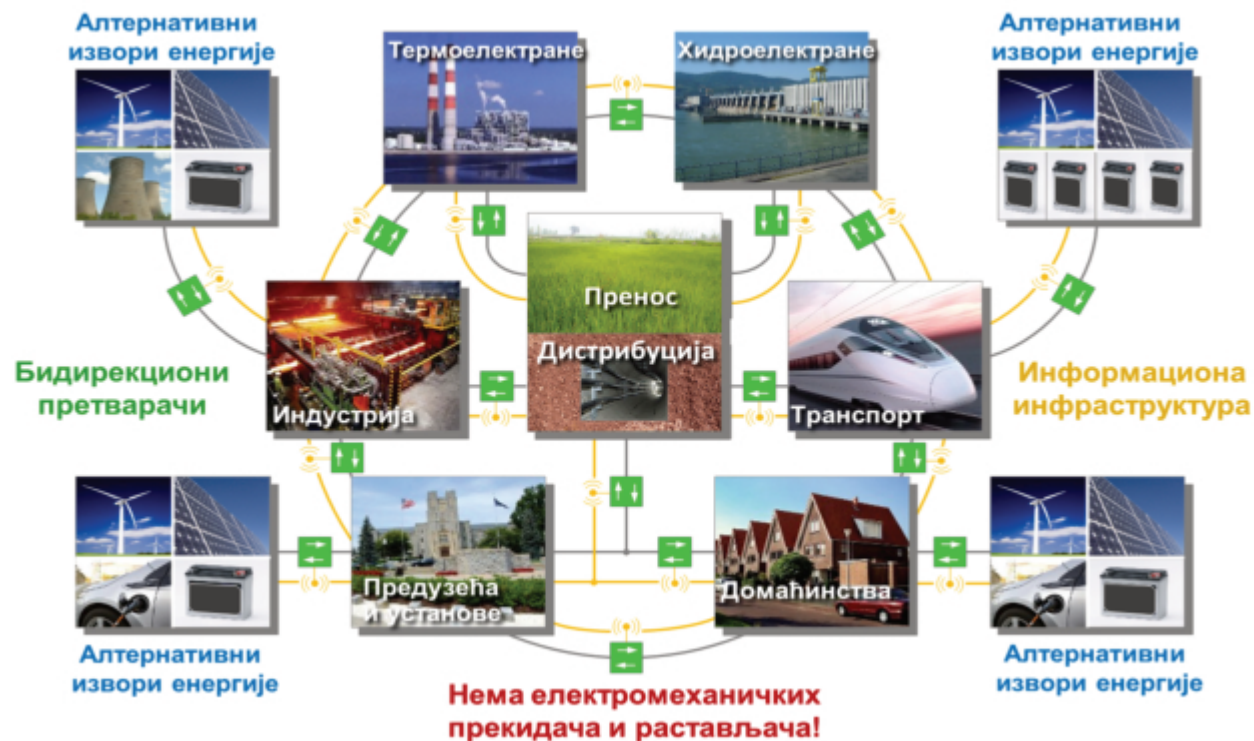 Алтернативни
извори енергије
Термоелектране
Хидроелектране
Алтернативни
извори енергије
Пренос
Дистрибуција
Бидирекциони
претварачи
Индустрија
Транспорт
Информациона
инфраструктура
Предузећа
и установе
Домаћинства
Алтернативни
извори енергије
Алтернативни
извори енергије
Нема електромеханичких
прекидача и растављача!